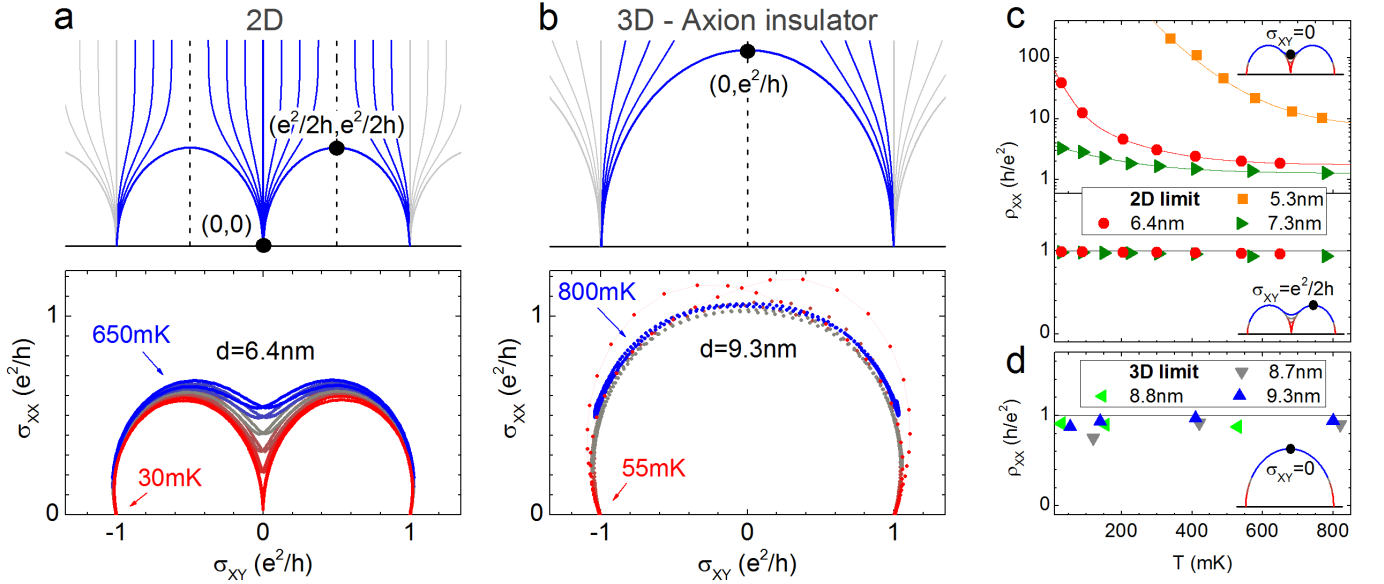 a
2D
(e²/2h,e²/2h)
(0,0)
650mK
d=6.4nm
30mK
σXX (e²/h)
1
0
-1
0
1
σXY (e²/h)
b
3D - Axion insulator
(0,e²/h)
800mK
d=9.3nm
55mK
σXX (e²/h)
1
0
-1
0
1
σXY (e²/h)
c
σXY=0
100
10
1
ρXX (h/e²)
2D limit
5.3nm
6.4nm
7.3nm
1
σXY=e²/2h
0
d
3D limit
8.7nm
8.8nm
9.3nm
1
ρXX (h/e²)
σXY=0
0
200
400
600
800
T (mK)